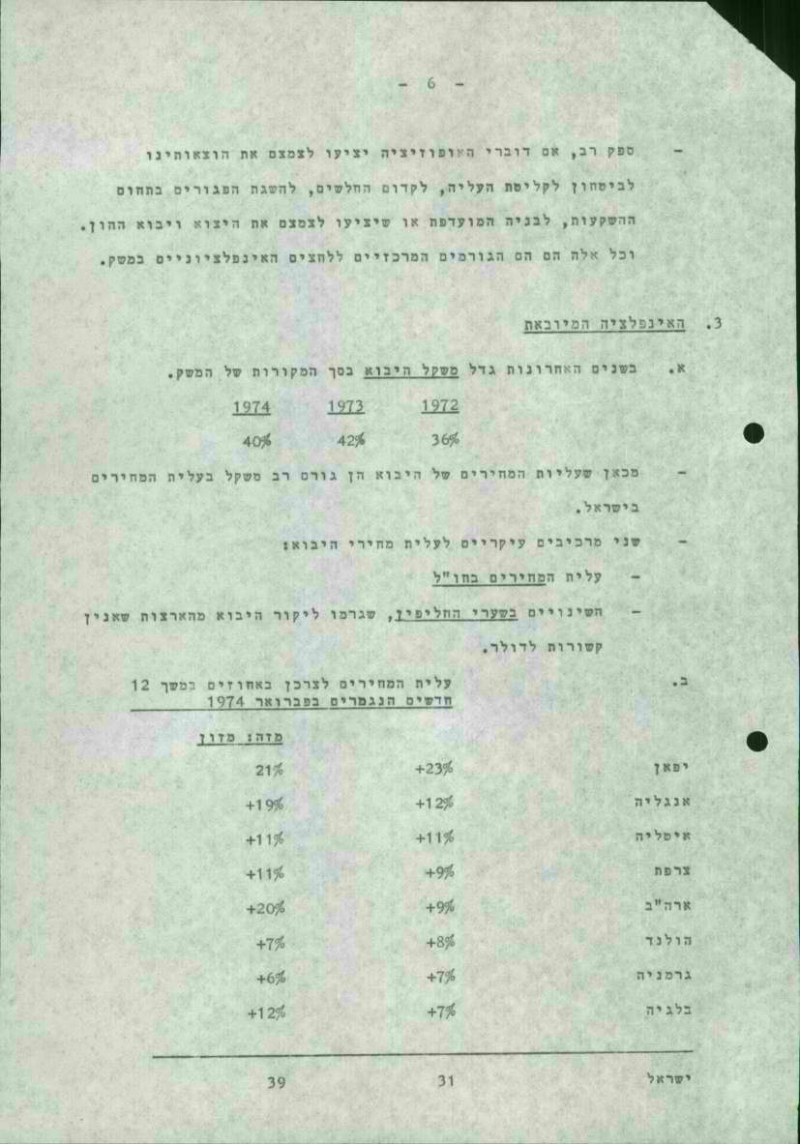 - 6 -
- ספק רב, אם דוברי האופוזיציה יציעו לצמצם את הוצאותינו
לביטחון לקליטת העליה, לקדום החלשים, להשגת הפגורים בתחום
ההשקעות, לבניה המועדפת או שיציעו לצמצם את היצוא ויבוא ההון.
וכל אלה הם הם הגורמים המרכזיים ללחצים האינפלציוניים במשק.
3. האינפלציה המיובאת
א. בשנים האחרונות גדל משקל היבוא בסך המקורות של המשק.
1972 1973 1974
36% 42% 40%
- מכאן שעליות המחירים של היבוא הן גורם רב משקל בעלית המחירים
בישראל.
- שני מרכיבים עיקריים לעלית מחירי היבוא:
- עלית המחירים בחו"ל
- השינויים בשערי החליפין, שגרמו ליקור היבוא מהארצות שאנין
קשורות לדולר.
ב. עלית המחירים לצרכן באחוזים במשך 12
חדשים הנגמרים בפברואר 1974
מזה: מזון
יפאן +23% 21%
אנגליה +12% +19%
איטליה +11% +11%
צרפת +9% +11%
ארה"ב +9% +20%
הולנד +8% +7%
גרמניה +7% +6%
בלגיה +7% +12%
ישראל 31 39